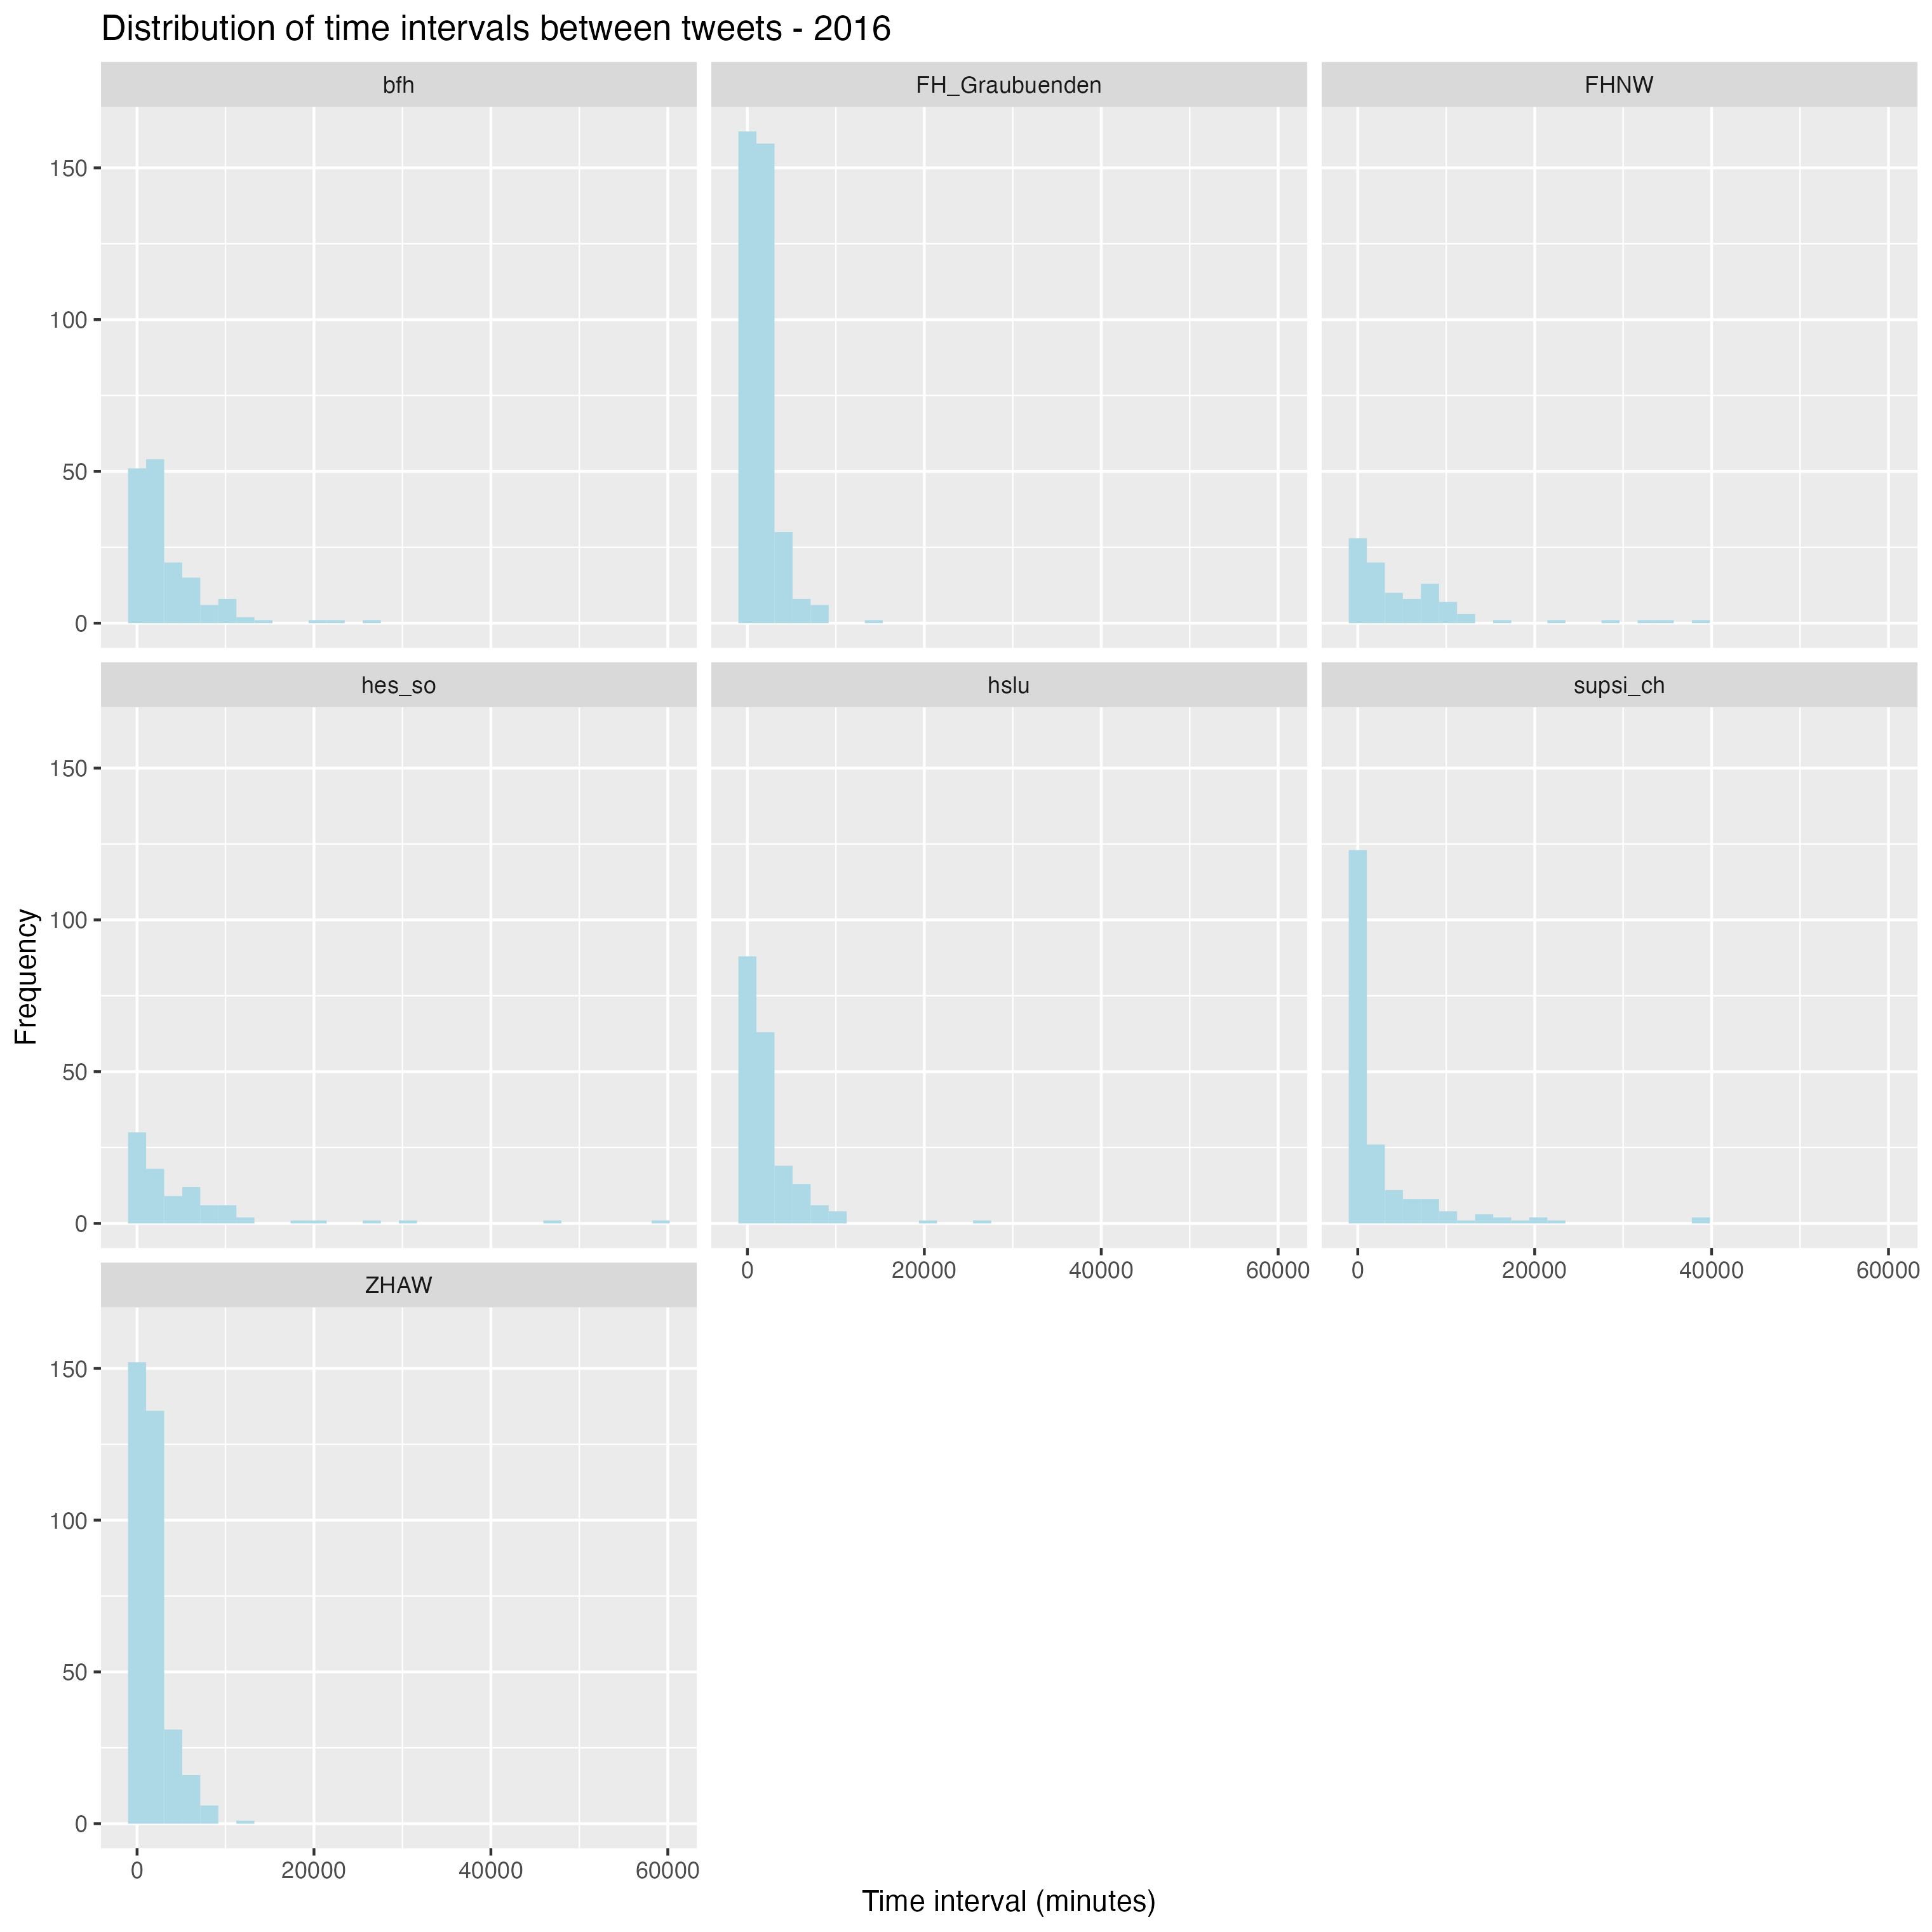 Distribution of time intervals between tweets - 2016
bfh
FH_Graubuenden
FHNW
150
100
50
0
hes_so
hslu
supsi_ch
150
100
50
0
0 20000 40000 60000
0 20000 40000 60000
ZHAW
150
100
50
0
0 20000 40000 60000
Frequency
Time interval (minutes)